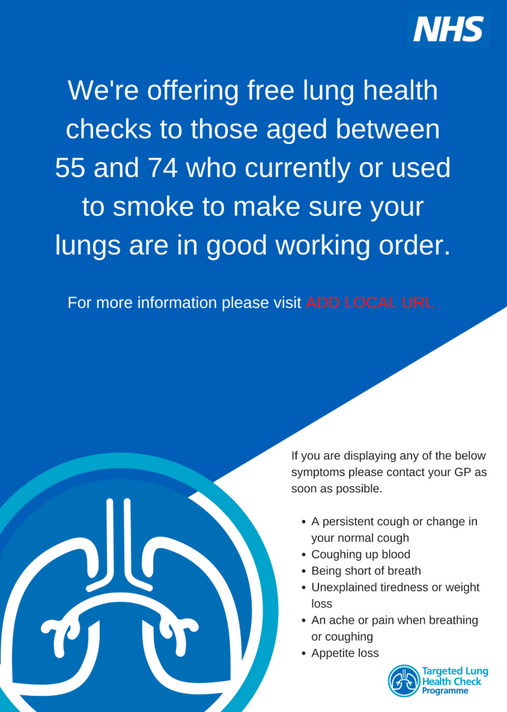 NHS
We're offering free lung health
checks to those aged between
55 and 74 who currently or used
to smoke to make sure your
lungs are in good working order.
For more information please visit ADD LOCAL URL
If you are displaying any of the below
symptoms please contact your GP as
soon as possible.
• A persistent cough or change in
your normal cough
• Coughing up blood
• Being short of breath
• Unexplained tiredness or weight
loss
• An ache or pain when breathing
or coughing
• Appetite loss
Targeted Lung
Health Check
Programme